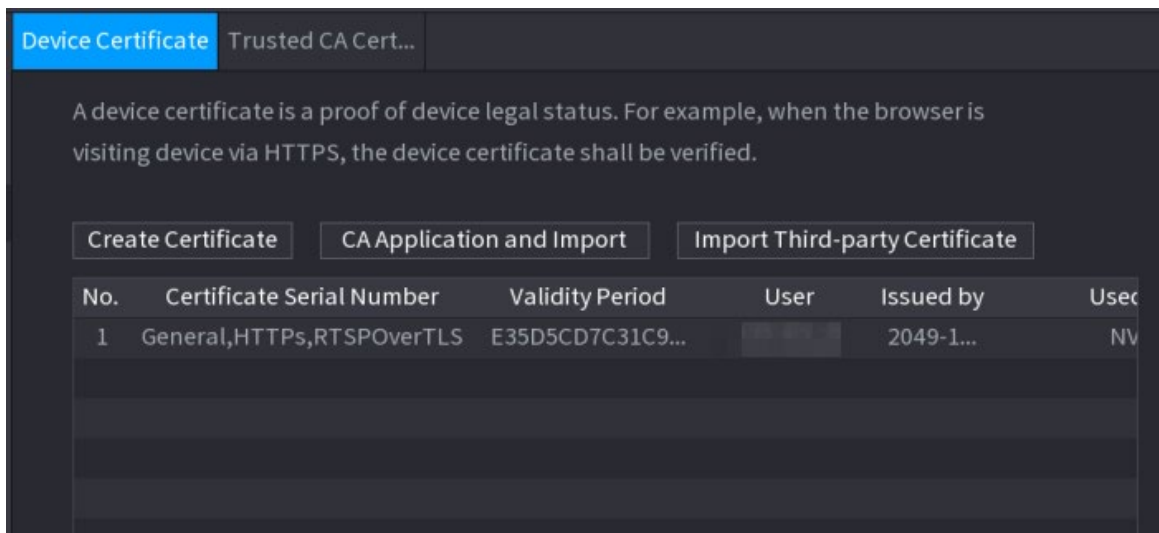 Device Certificate Trusted CA Cert...
A device certificate is a proof of device legal status. For example, when the browser is
visiting device via HTTPS, the device certificate shall be verified.
Create Certificate CA Application and Import Import Third-party Certificate
No. Certificate Serial Number Validity Period User Issued by Used
1 General,HTTPs,RTSPOverTLS E35D5CD7C31C9... 2049-1... NV